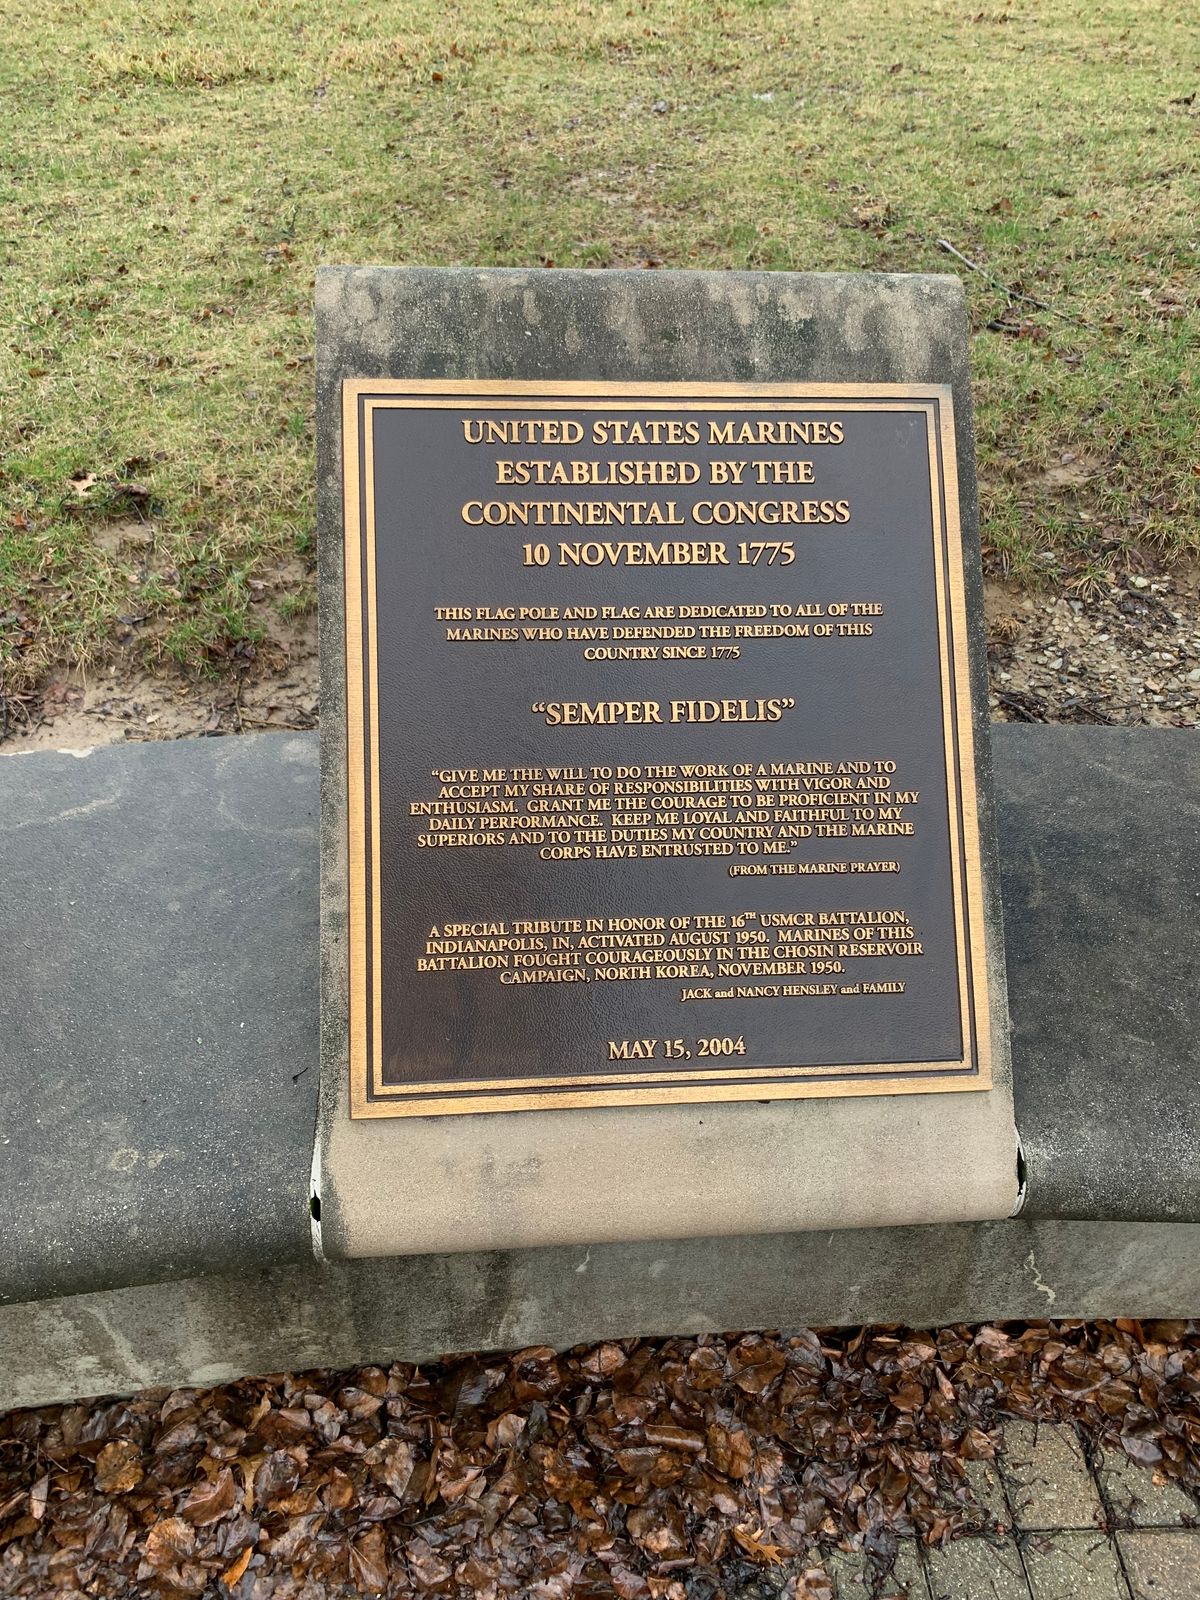 UNITED STATES MARINES
ESTABLISHED BY THE
CONTINENTAL CONGRESS
10 NOVEMBER 1775
THIS FLAG POLE AND FLAG ARE DEDICATED TO ALL OF THE
MARINES WHO HAVE DEFENDED THE FREEDOM OF THIS
COUNTRY SINCE 1775
“SEMPER FIDELIS”
“GIVE ME THE WILL TO DO THE WORK OF A MARINE AND TO
ACCEPT MY SHARE OF RESPONSIBILITIES WITH VIGOR AND
ENTHUSIASM. GRANT ME THE COURAGE TO BE PROFICIENT IN MY
DAILY PERFORMANCE. KEEP ME LOYAL AND FAITHFUL TO MY
SUPERIORS AND TO THE DUTIES MY COUNTRY AND THE MARINE
CORPS HAVE ENTRUSTED TO ME.”
(FROM THE MARINE PRAYER)
A SPECIAL TRIBUTE IN HONOR OF THE 16TH USMCR BATTALION,
INDIANAPOLIS, IN, ACTIVATED AUGUST 1950. MARINES OF THIS
BATTALION FOUGHT COURAGEOUSLY IN THE CHOSIN RESERVOIR
CAMPAIGN, NORTH KOREA, NOVEMBER 1950.
JACK and NANCY HENSLEY and FAMILY
MAY 15, 2004